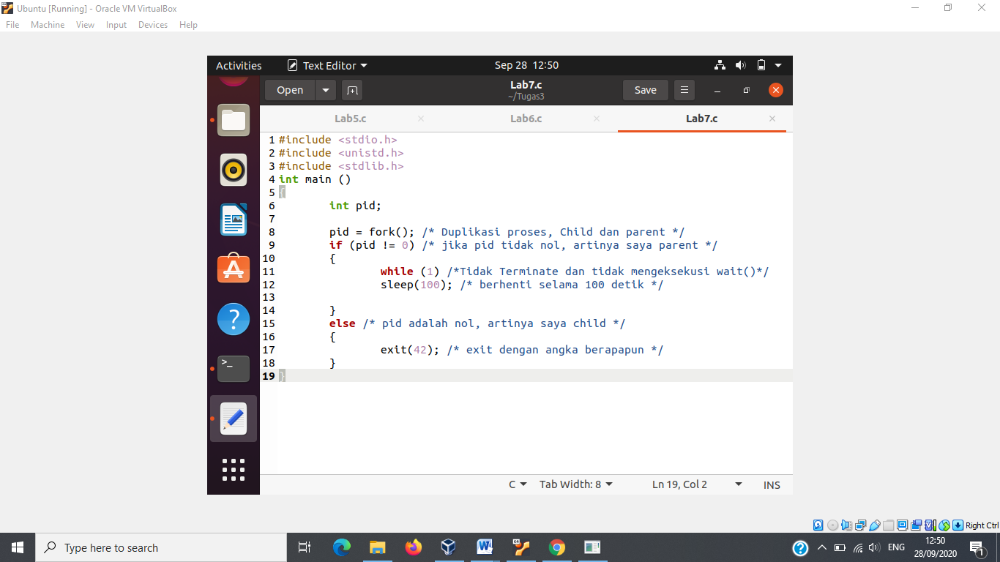 Ubuntu [Running] - Oracle VM VirtualBox
File Machine View Input Devices Help
Activities Text Editor Sep 28 12:50
Open Lab7.c Save
~/Tugas3
Lab5.c Lab6.c Lab7.c
1 #include <stdio.h>
2 #include <unistd.h>
3 #include <stdlib.h>
4 int main ()
5 {
6 int pid;
7
8 pid = fork(); /* Duplikasi proses, Child dan parent */
9 if (pid != 0) /* jika pid tidak nol, artinya saya parent */
10 {
11 while (1) /*Tidak Terminate dan tidak mengeksekusi wait()*/
12 sleep(100); /* berhenti selama 100 detik */
13
14 }
15 else /* pid adalah nol, artinya saya child */
16 {
17 exit(42); /* exit dengan angka berapapun */
18 }
19 }
C Tab Width: 8 Ln 19, Col 2 INS
Right Ctrl
Type here to search ENG 12:50
28/09/2020 1